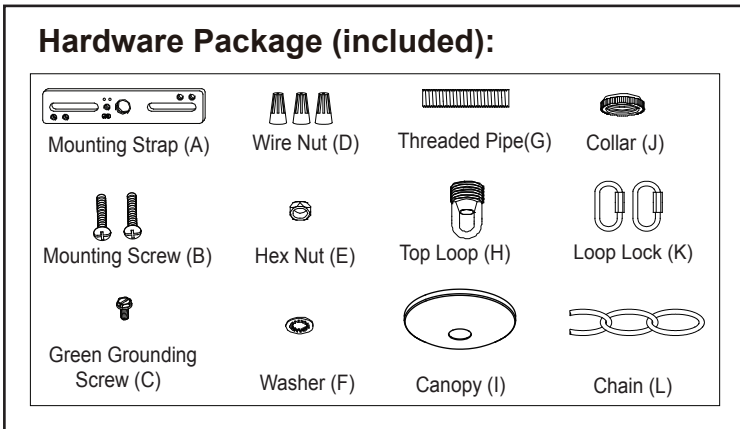 Hardware Package (included):
Mounting Strap (A)
Wire Nut (D)
Threaded Pipe(G)
Collar (J)
Mounting Screw (B)
Hex Nut (E)
Top Loop (H)
Loop Lock (K)
Green Grounding
Screw (C)
Washer (F)
Canopy (I)
Chain (L)